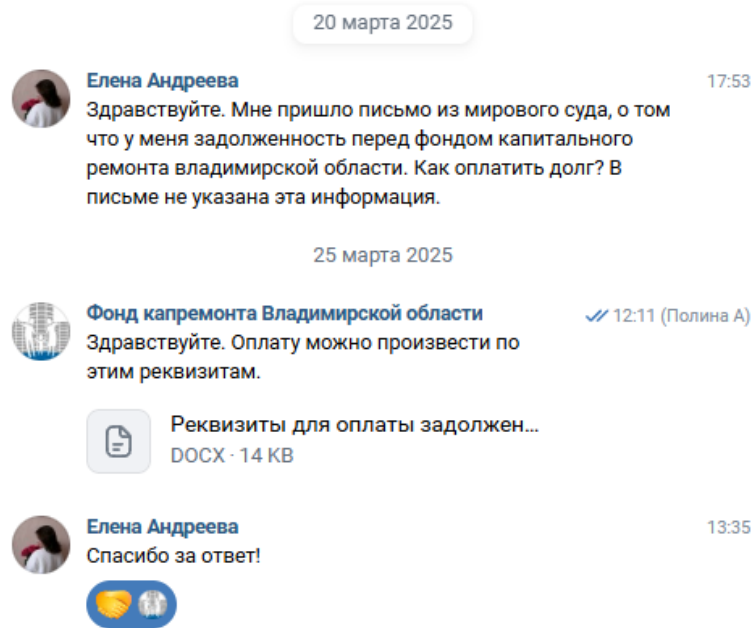 20 марта 2025
Елена Андреева 17:53
Здравствуйте. Мне пришло письмо из мирового суда, о том
что у меня задолженность перед фондом капитального
ремонта владимирской области. Как оплатить долг? В
письме не указана эта информация.
25 марта 2025
Фонд капремонта Владимирской области 12:11 (Полина А)
Здравствуйте. Оплату можно произвести по
этим реквизитам.
Реквизиты для оплаты задолжен...
DOCX · 14 KB
Елена Андреева 13:35
Спасибо за ответ!